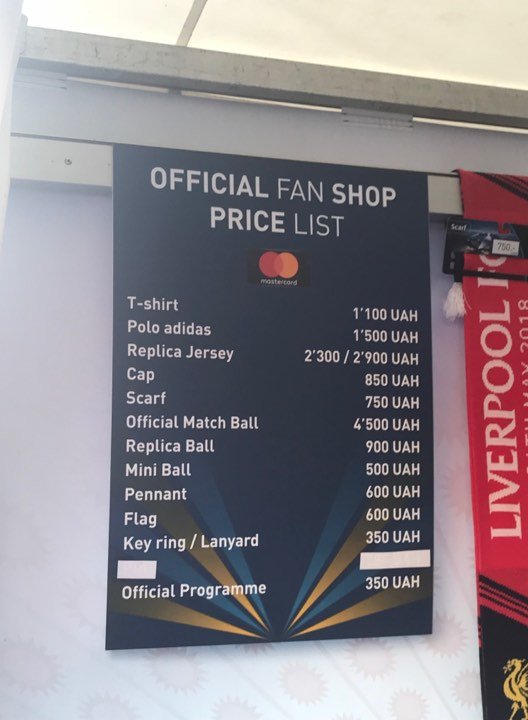 OFFICIAL FAN SHOP
PRICE LIST
mastercard
T-shirt 1'100 UAH
Polo adidas 1'500 UAH
Replica Jersey 2'300 / 2'900 UAH
Cap 850 UAH
Scarf 750 UAH
Official Match Ball 4'500 UAH
Replica Ball 900 UAH
Mini Ball 500 UAH
Pennant 600 UAH
Flag 600 UAH
Key ring / Lanyard 350 UAH
Official Programme 350 UAH
Scarf
750.-
LIVERPOOL
MAY 2018